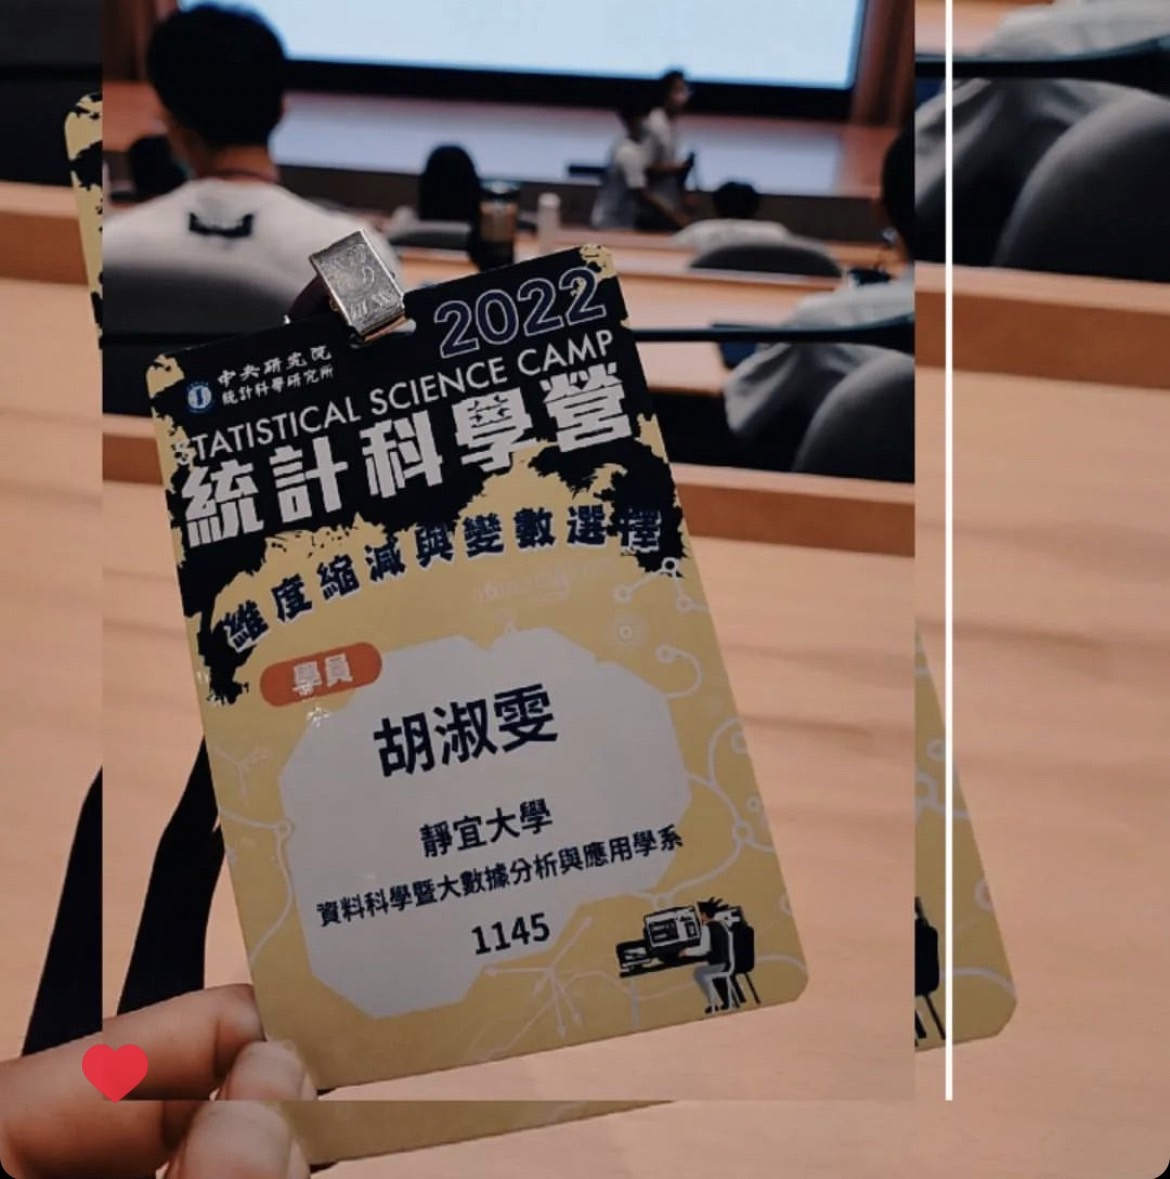 2022
中央研究院
統計科學研究所
STATISTICAL SCIENCE CAMP
統計科學營
維度縮減與變數選擇
學員
胡淑雯
靜宜大學
資料科學暨大數據分析與應用學系
1145